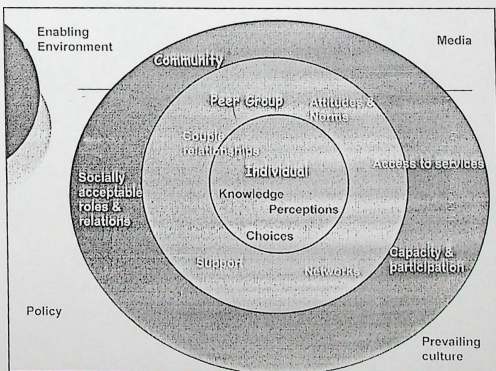 Enabling
Environment
Media
Community
Peer Group
Attitudes &
Norms
Couple
relationships
Access to services
Individual
Socially
acceptable
roles &
relations
Knowledge
Perceptions
Choices
Support
Networks
Capacity &
participation
Policy
Prevailing
culture